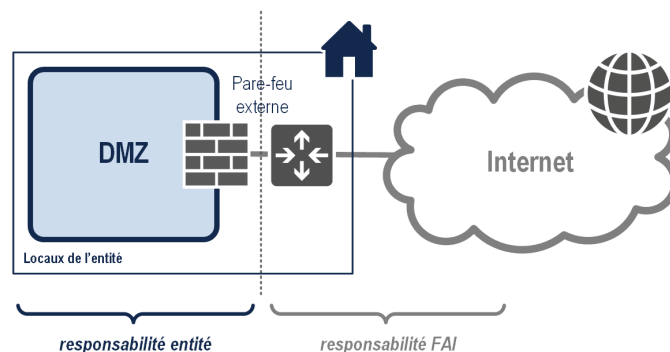 Pare-feu
externe
DMZ
Internet
Locaux de l'entité
responsabilité entité
responsabilité FAI